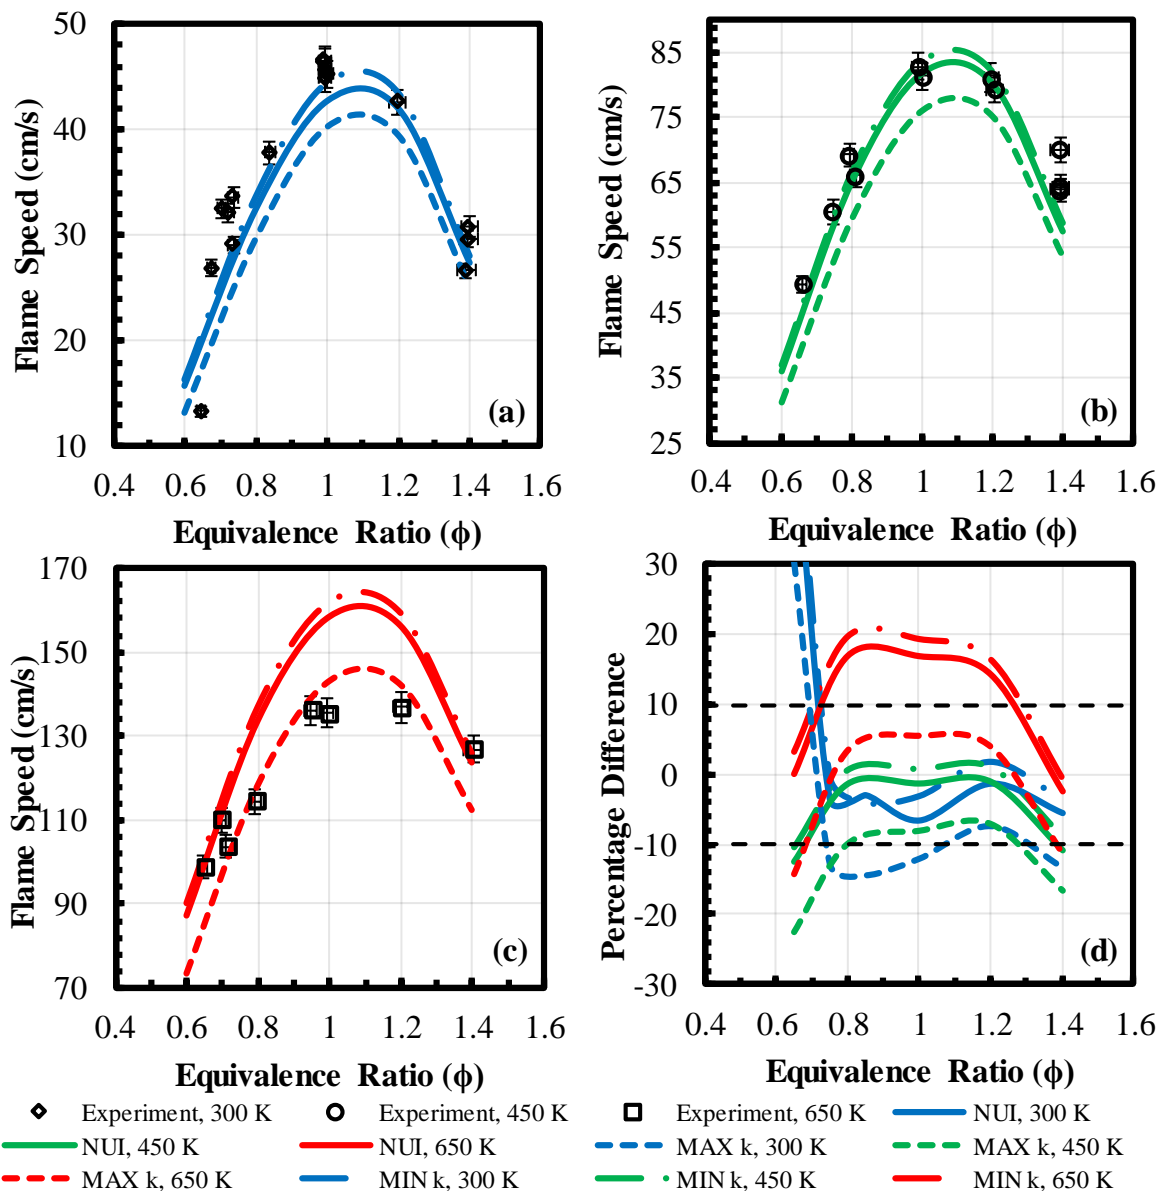 50
40
30
20
10
Flame Speed (cm/s)
(a)
0.4 0.6 0.8 1 1.2 1.4 1.6
Equivalence Ratio (ϕ)
85
75
65
55
45
35
25
Flame Speed (cm/s)
(b)
0.4 0.6 0.8 1 1.2 1.4 1.6
Equivalence Ratio (ϕ)
170
150
130
110
90
70
Flame Speed (cm/s)
(c)
0.4 0.6 0.8 1 1.2 1.4 1.6
Equivalence Ratio (ϕ)
30
20
10
0
-10
-20
-30
Percentage Difference
(d)
0.4 0.6 0.8 1 1.2 1.4 1.6
Equivalence Ratio (ϕ)
Experiment, 300 K Experiment, 450 K Experiment, 650 K NUI, 300 K
NUI, 450 K NUI, 650 K MAX k, 300 K MAX k, 450 K
MAX k, 650 K MIN k, 300 K MIN k, 450 K MIN k, 650 K